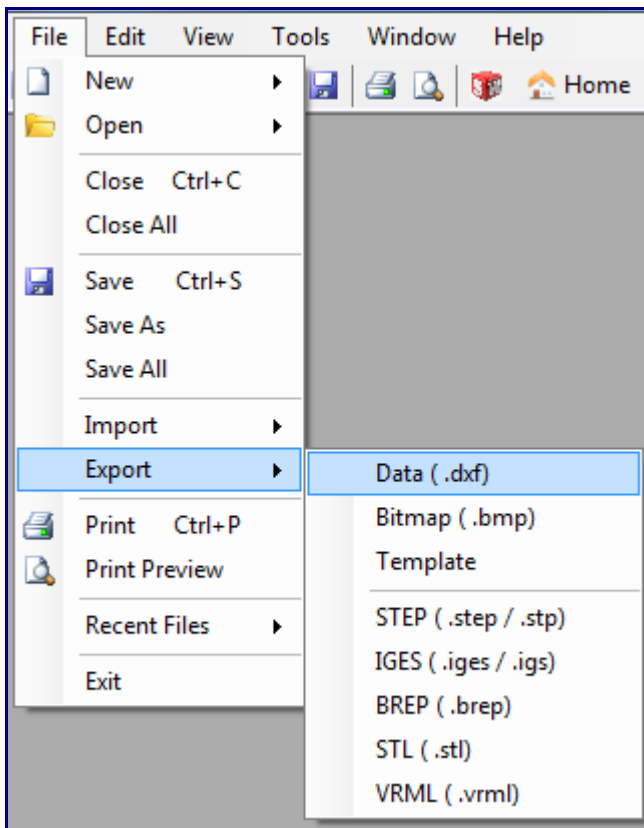 File Edit View Tools Window Help
New
Home
Open
Close Ctrl+C
Close All
Save Ctrl+S
Save As
Save All
Import
Export
Print Ctrl+P
Print Preview
Recent Files
Exit
Data ( .dxf)
Bitmap ( .bmp)
Template
STEP ( .step / .stp)
IGES ( .iges / .igs)
BREP ( .brep)
STL ( .stl)
VRML ( .vrml)